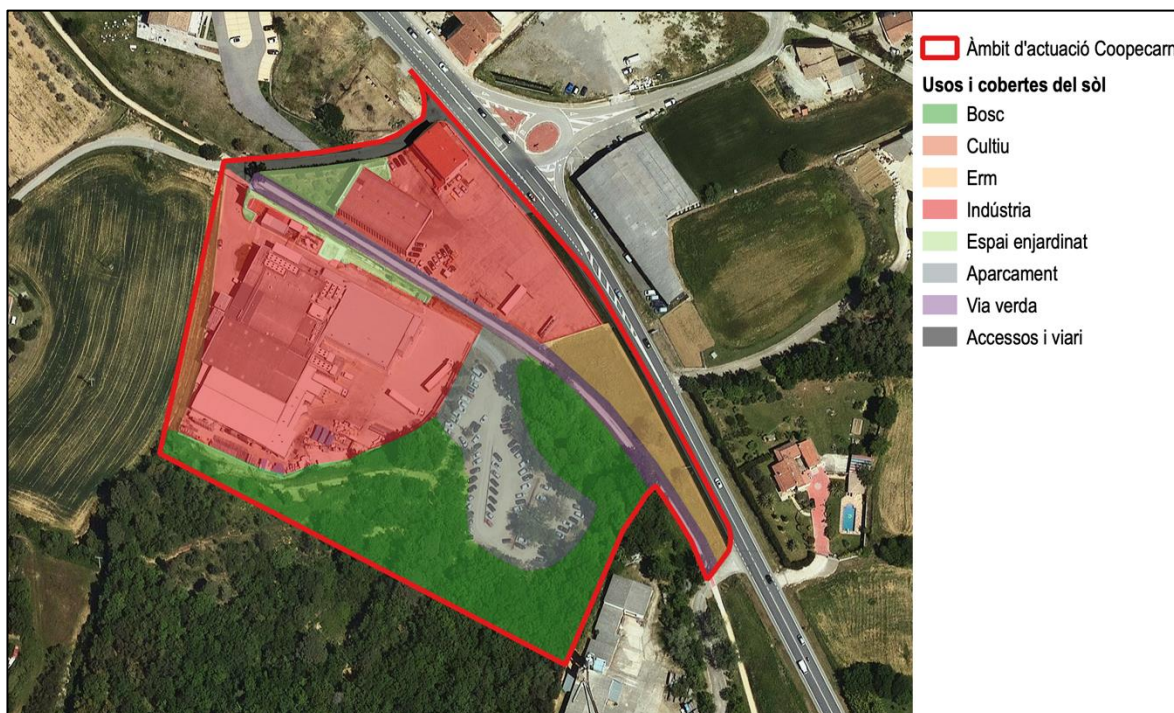 Àmbit d'actuació Coopecarn
Usos i cobertes del sòl
Bosc
Cultiu
Erm
Indústria
Espai enjardinat
Aparcament
Via verda
Accessos i viari